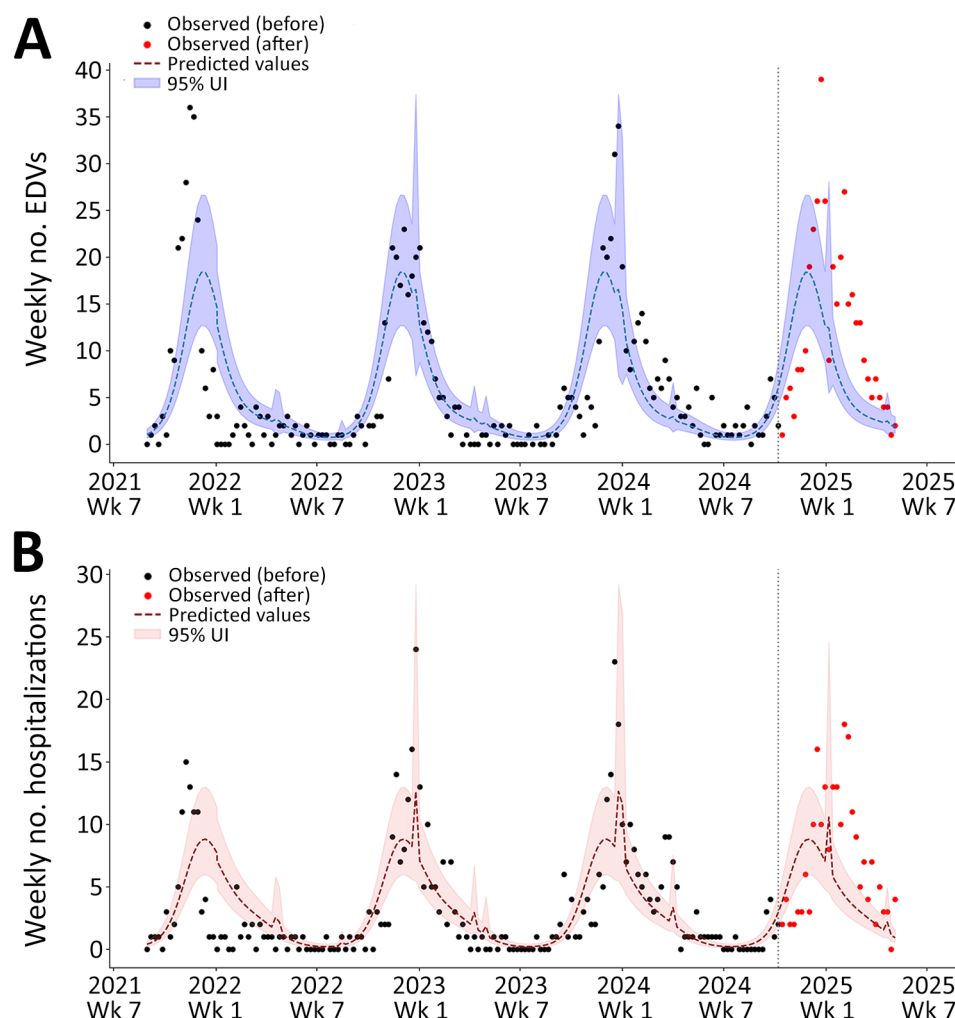 A
Observed (before)
Observed (after)
Predicted values
95% UI
Weekly no. EDVs
40
35
30
25
20
15
10
5
0
2021 2022 2022 2023 2023 2024 2024 2025 2025
Wk 7 Wk 1 Wk 7 Wk 1 Wk 7 Wk 1 Wk 7 Wk 1 Wk 7
B
Observed (before)
Observed (after)
Predicted values
95% UI
Weekly no. hospitalizations
30
25
20
15
10
5
0
2021 2022 2022 2023 2023 2024 2024 2025 2025
Wk 7 Wk 1 Wk 7 Wk 1 Wk 7 Wk 1 Wk 7 Wk 1 Wk 7